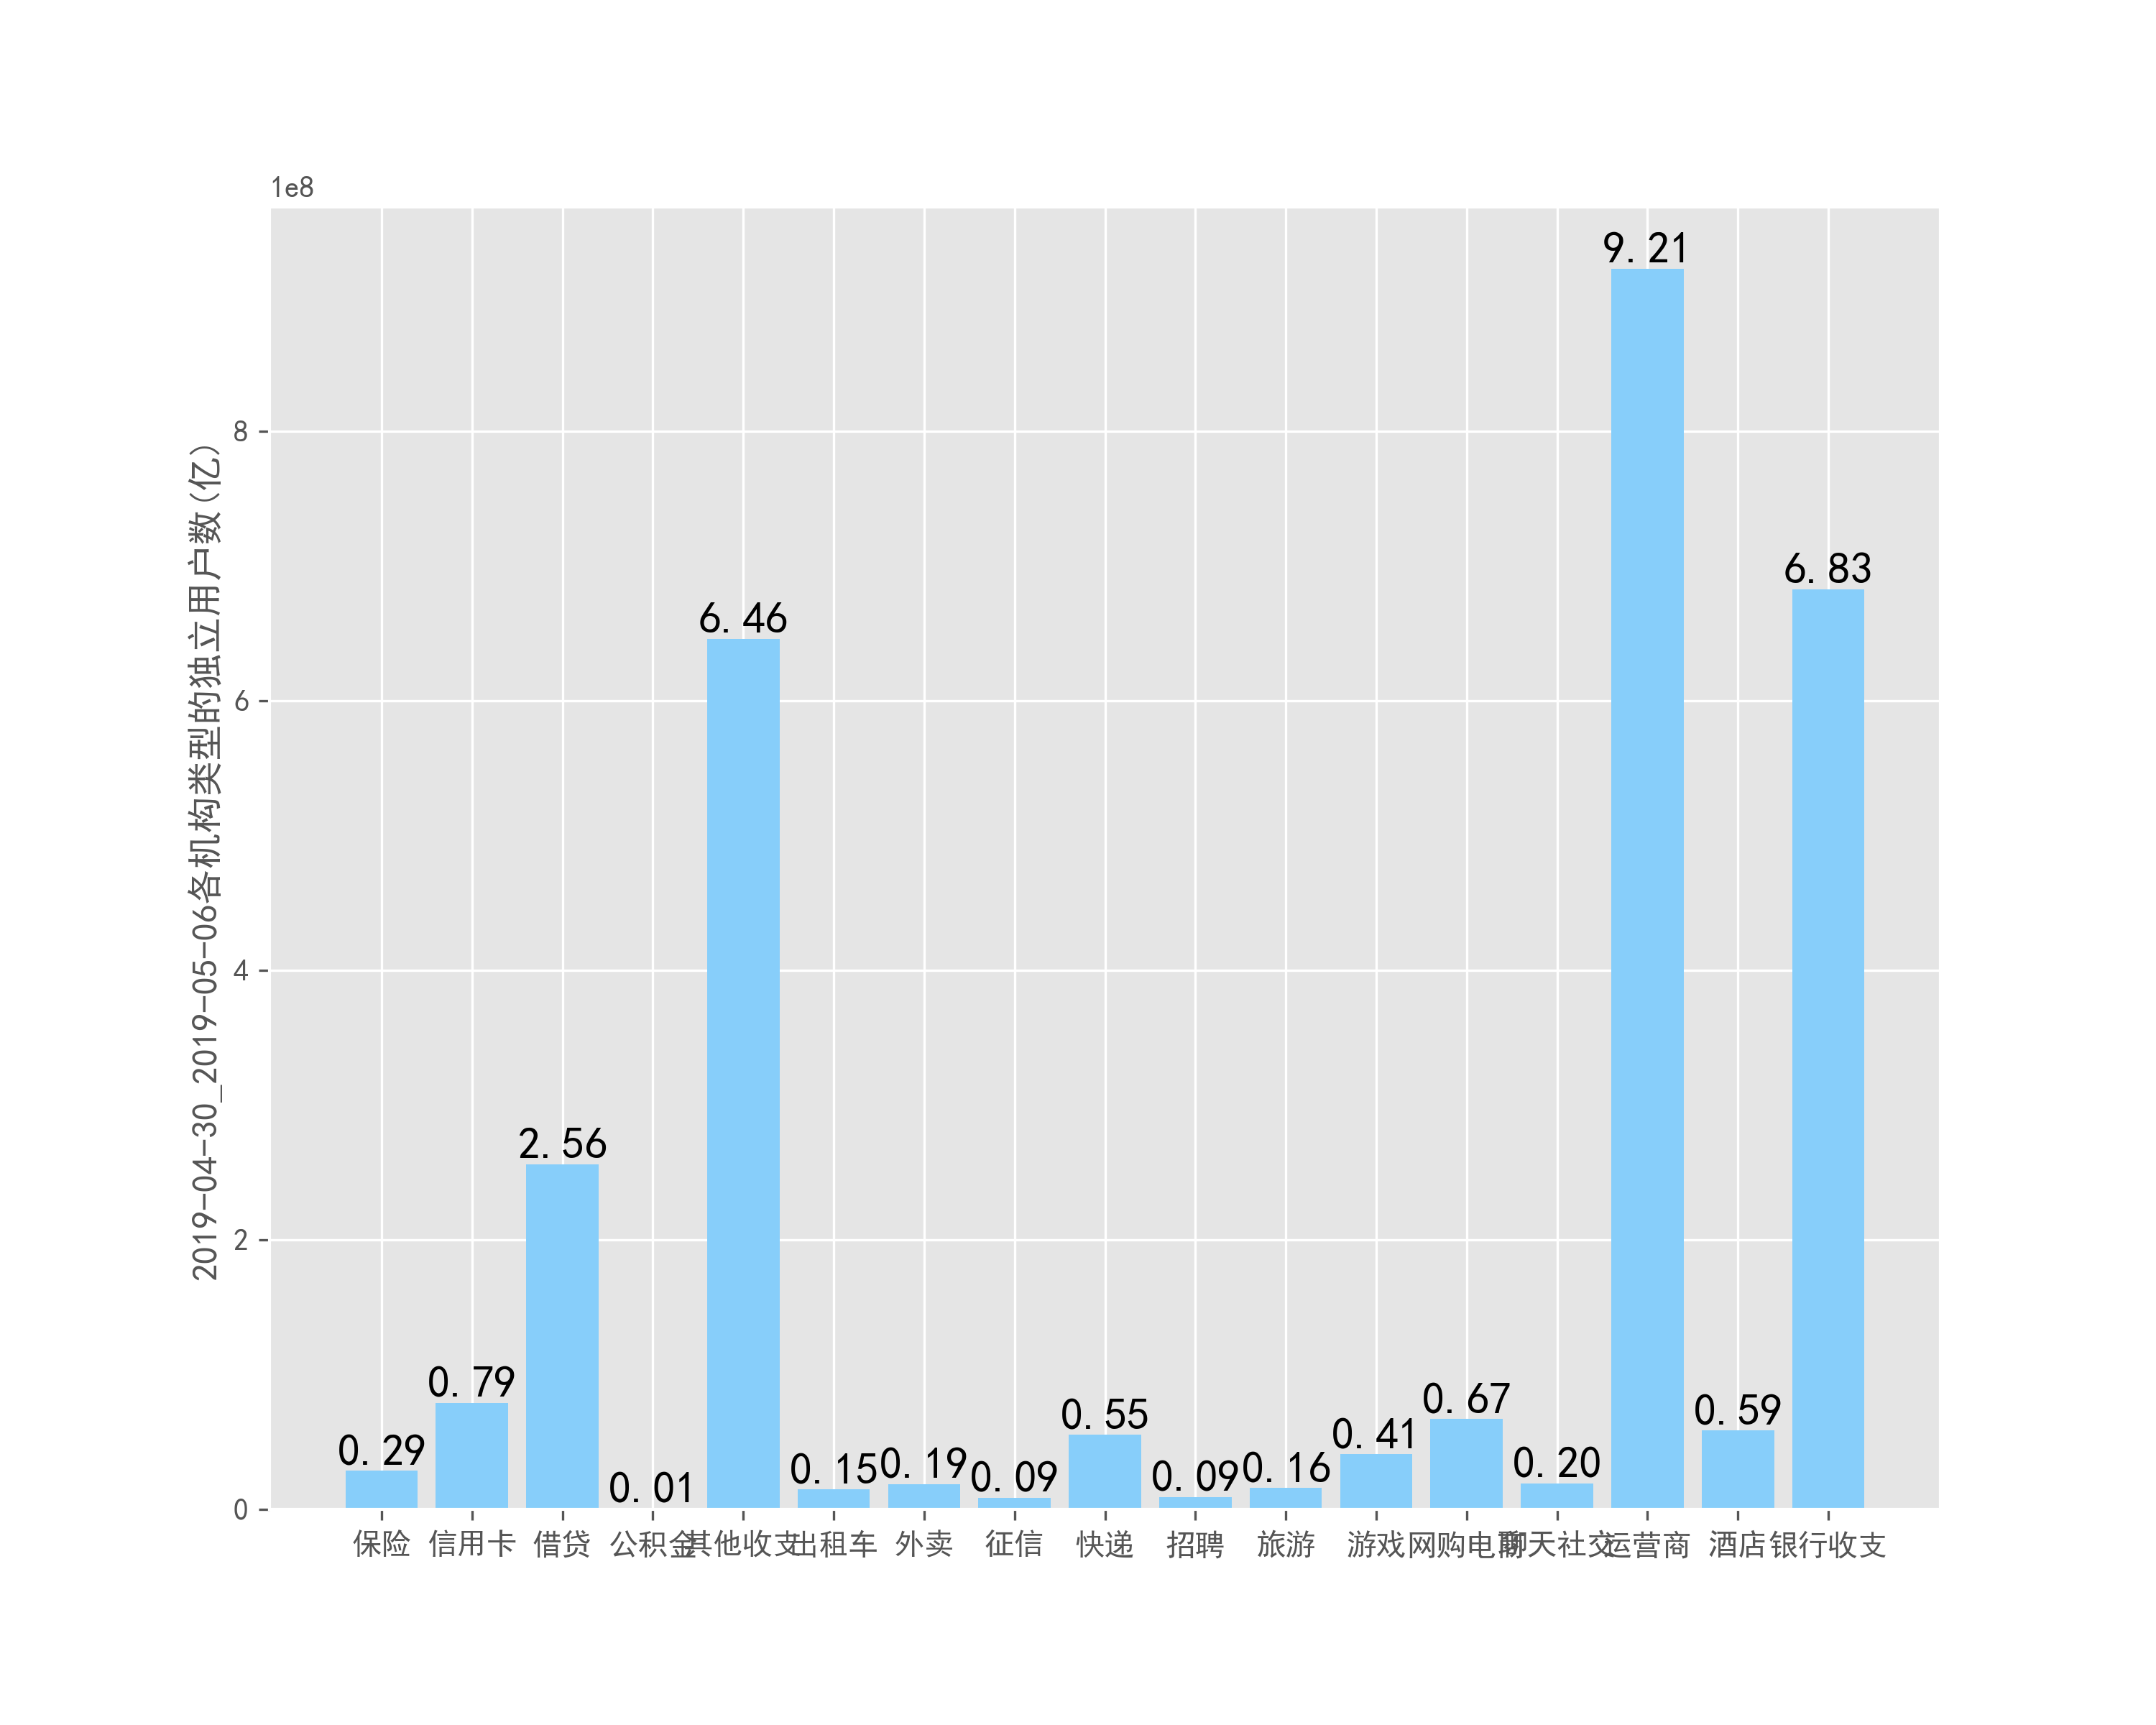 1e8
2019-04-30_2019-05-06各机构类型的独立用户数(亿)
8
6
4
2
0
0.29
0.79
2.56
0.01
6.46
0.15
0.19
0.09
0.55
0.09
0.16
0.41
0.67
0.20
9.21
0.59
6.83
保险
信用卡
借贷
公积金
其他收支
出租车
外卖
征信
快递
招聘
旅游
游戏
网购电商
聊天社交
运营商
酒店
银行收支